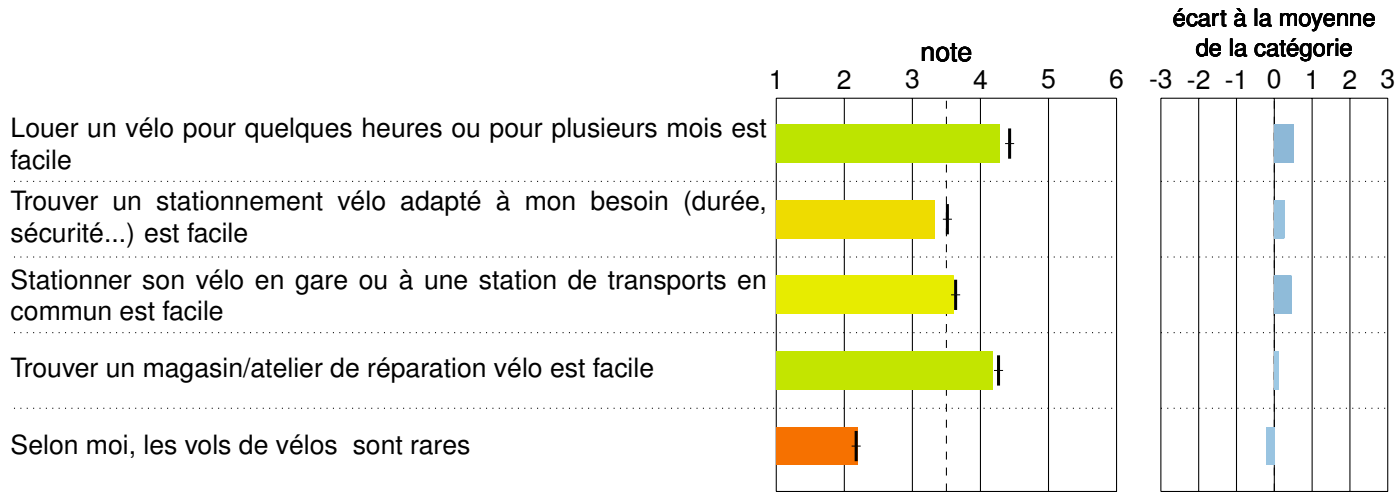 écart à la moyenne
note de la catégorie
1 2 3 4 5 6 -3 -2 -1 0 1 2 3
Louer un vélo pour quelques heures ou pour plusieurs mois est
facile
Trouver un stationnement vélo adapté à mon besoin (durée,
sécurité...) est facile
Stationner son vélo en gare ou à une station de transports en
commun est facile
Trouver un magasin/atelier de réparation vélo est facile
Selon moi, les vols de vélos sont rares